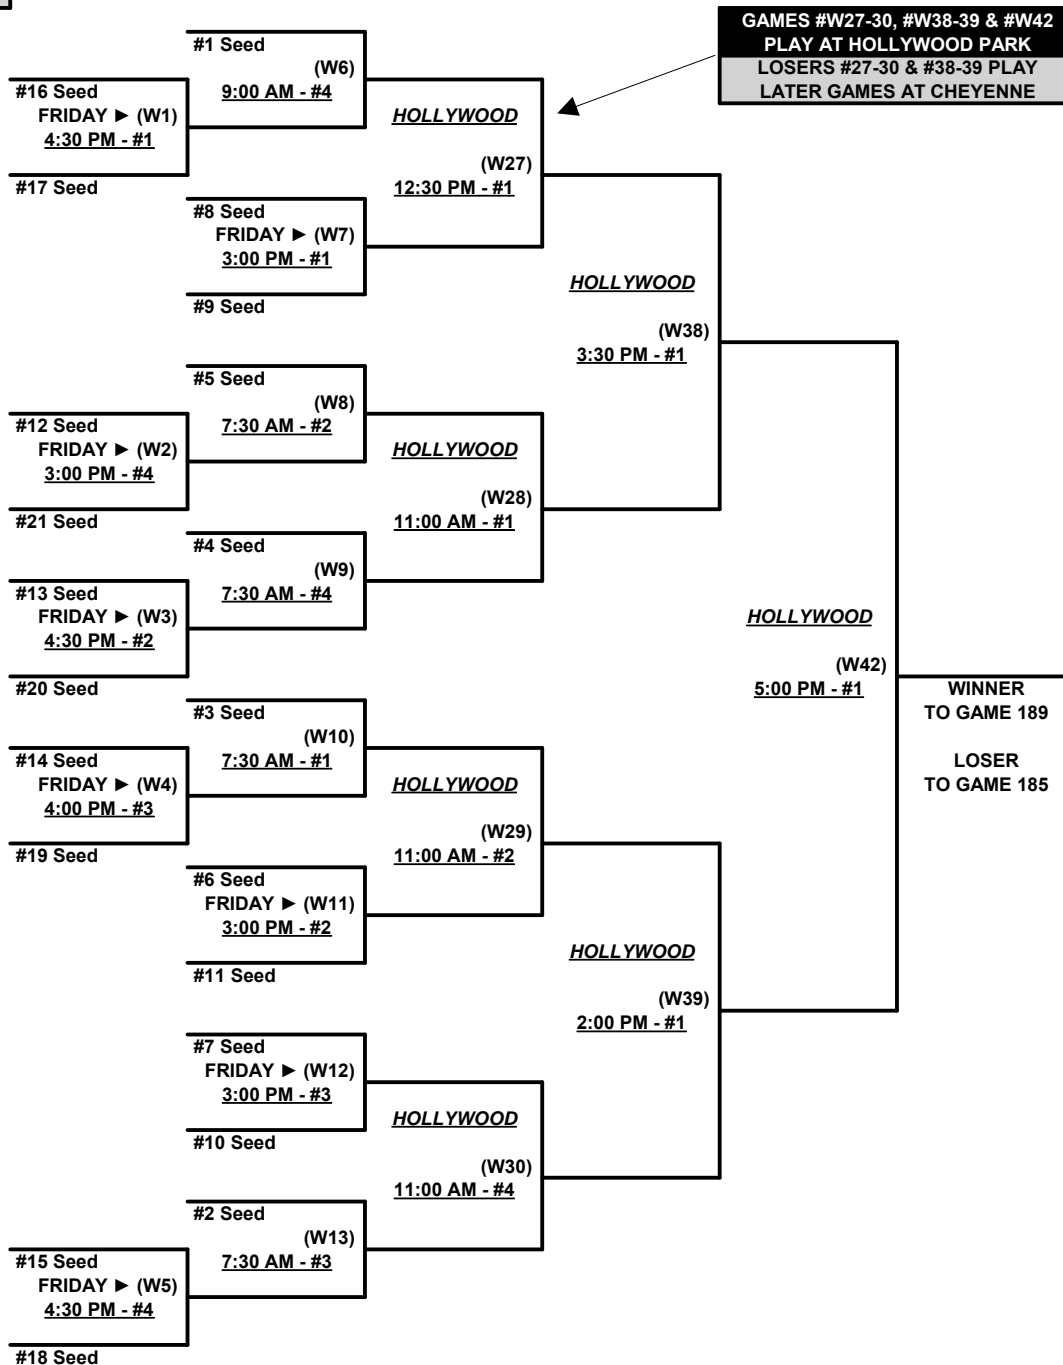 GAMES #W27-30, #W38-39 & #W42
PLAY AT HOLLYWOOD PARK
LOSERS #27-30 & #38-39 PLAY
LATER GAMES AT CHEYENNE
#1 Seed
(W6)
9:00 AM - #4
#16 Seed
FRIDAY ► (W1)
4:30 PM - #1
#17 Seed
HOLLYWOOD
(W27)
12:30 PM - #1
#8 Seed
FRIDAY ► (W7)
3:00 PM - #1
#9 Seed
HOLLYWOOD
(W38)
3:30 PM - #1
#5 Seed
(W8)
7:30 AM - #2
#12 Seed
FRIDAY ► (W2)
3:00 PM - #4
#21 Seed
HOLLYWOOD
(W28)
11:00 AM - #1
#4 Seed
(W9)
7:30 AM - #4
#13 Seed
FRIDAY ► (W3)
4:30 PM - #2
#20 Seed
HOLLYWOOD
(W42)
5:00 PM - #1
WINNER
TO GAME 189
LOSER
TO GAME 185
#3 Seed
(W10)
7:30 AM - #1
#14 Seed
FRIDAY ► (W4)
4:00 PM - #3
#19 Seed
HOLLYWOOD
(W29)
11:00 AM - #2
#6 Seed
FRIDAY ► (W11)
3:00 PM - #2
#11 Seed
HOLLYWOOD
(W39)
2:00 PM - #1
#7 Seed
FRIDAY ► (W12)
3:00 PM - #3
#10 Seed
HOLLYWOOD
(W30)
11:00 AM - #4
#2 Seed
(W13)
7:30 AM - #3
#15 Seed
FRIDAY ► (W5)
4:30 PM - #4
#18 Seed